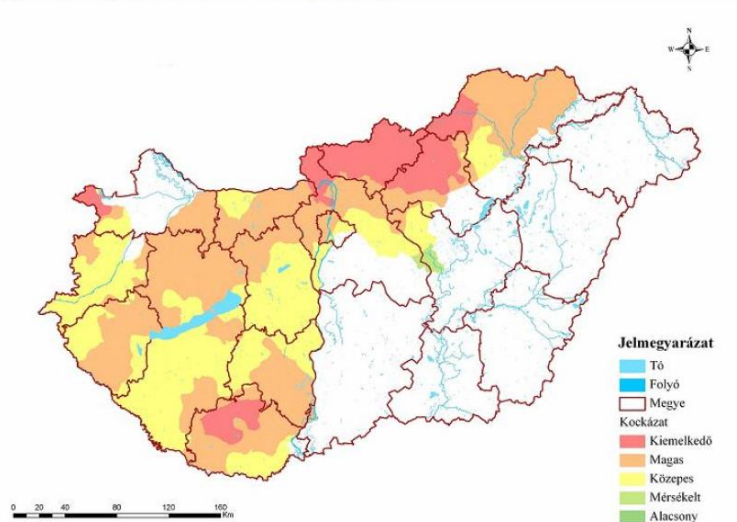 N
W E
S
Jelmegyarázat
Tó
Folyó
Megye
Kockázat
Kiemelkedő
Magas
Közepes
Mérsékelt
Alacsony
0 20 40 80 120 160
Km